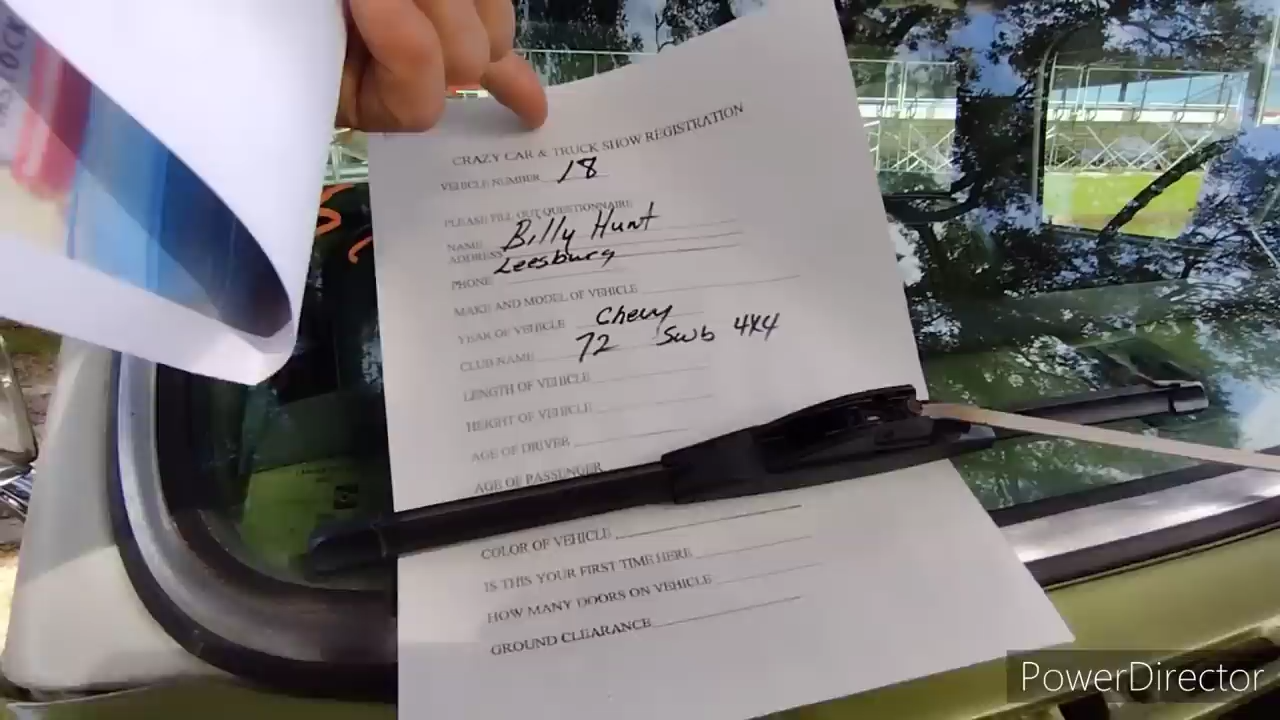 CRAZY CAR & TRUCK SHOW REGISTRATION
VEHICLE NUMBER 18
PLEASE FILL OUT QUESTIONNAIRE
NAME Billy Hunt
ADDRESS Leesburg
PHONE
MAKE AND MODEL OF VEHICLE
YEAR OF VEHICLE Chevy
CLUB NAME 72 Swb 4x4
LENGTH OF VEHICLE
HEIGHT OF VEHICLE
AGE OF DRIVER
AGE OF PASSENGER
COLOR OF VEHICLE
IS THIS YOUR FIRST TIME HERE
HOW MANY DOORS ON VEHICLE
GROUND CLEARANCE
PowerDirector